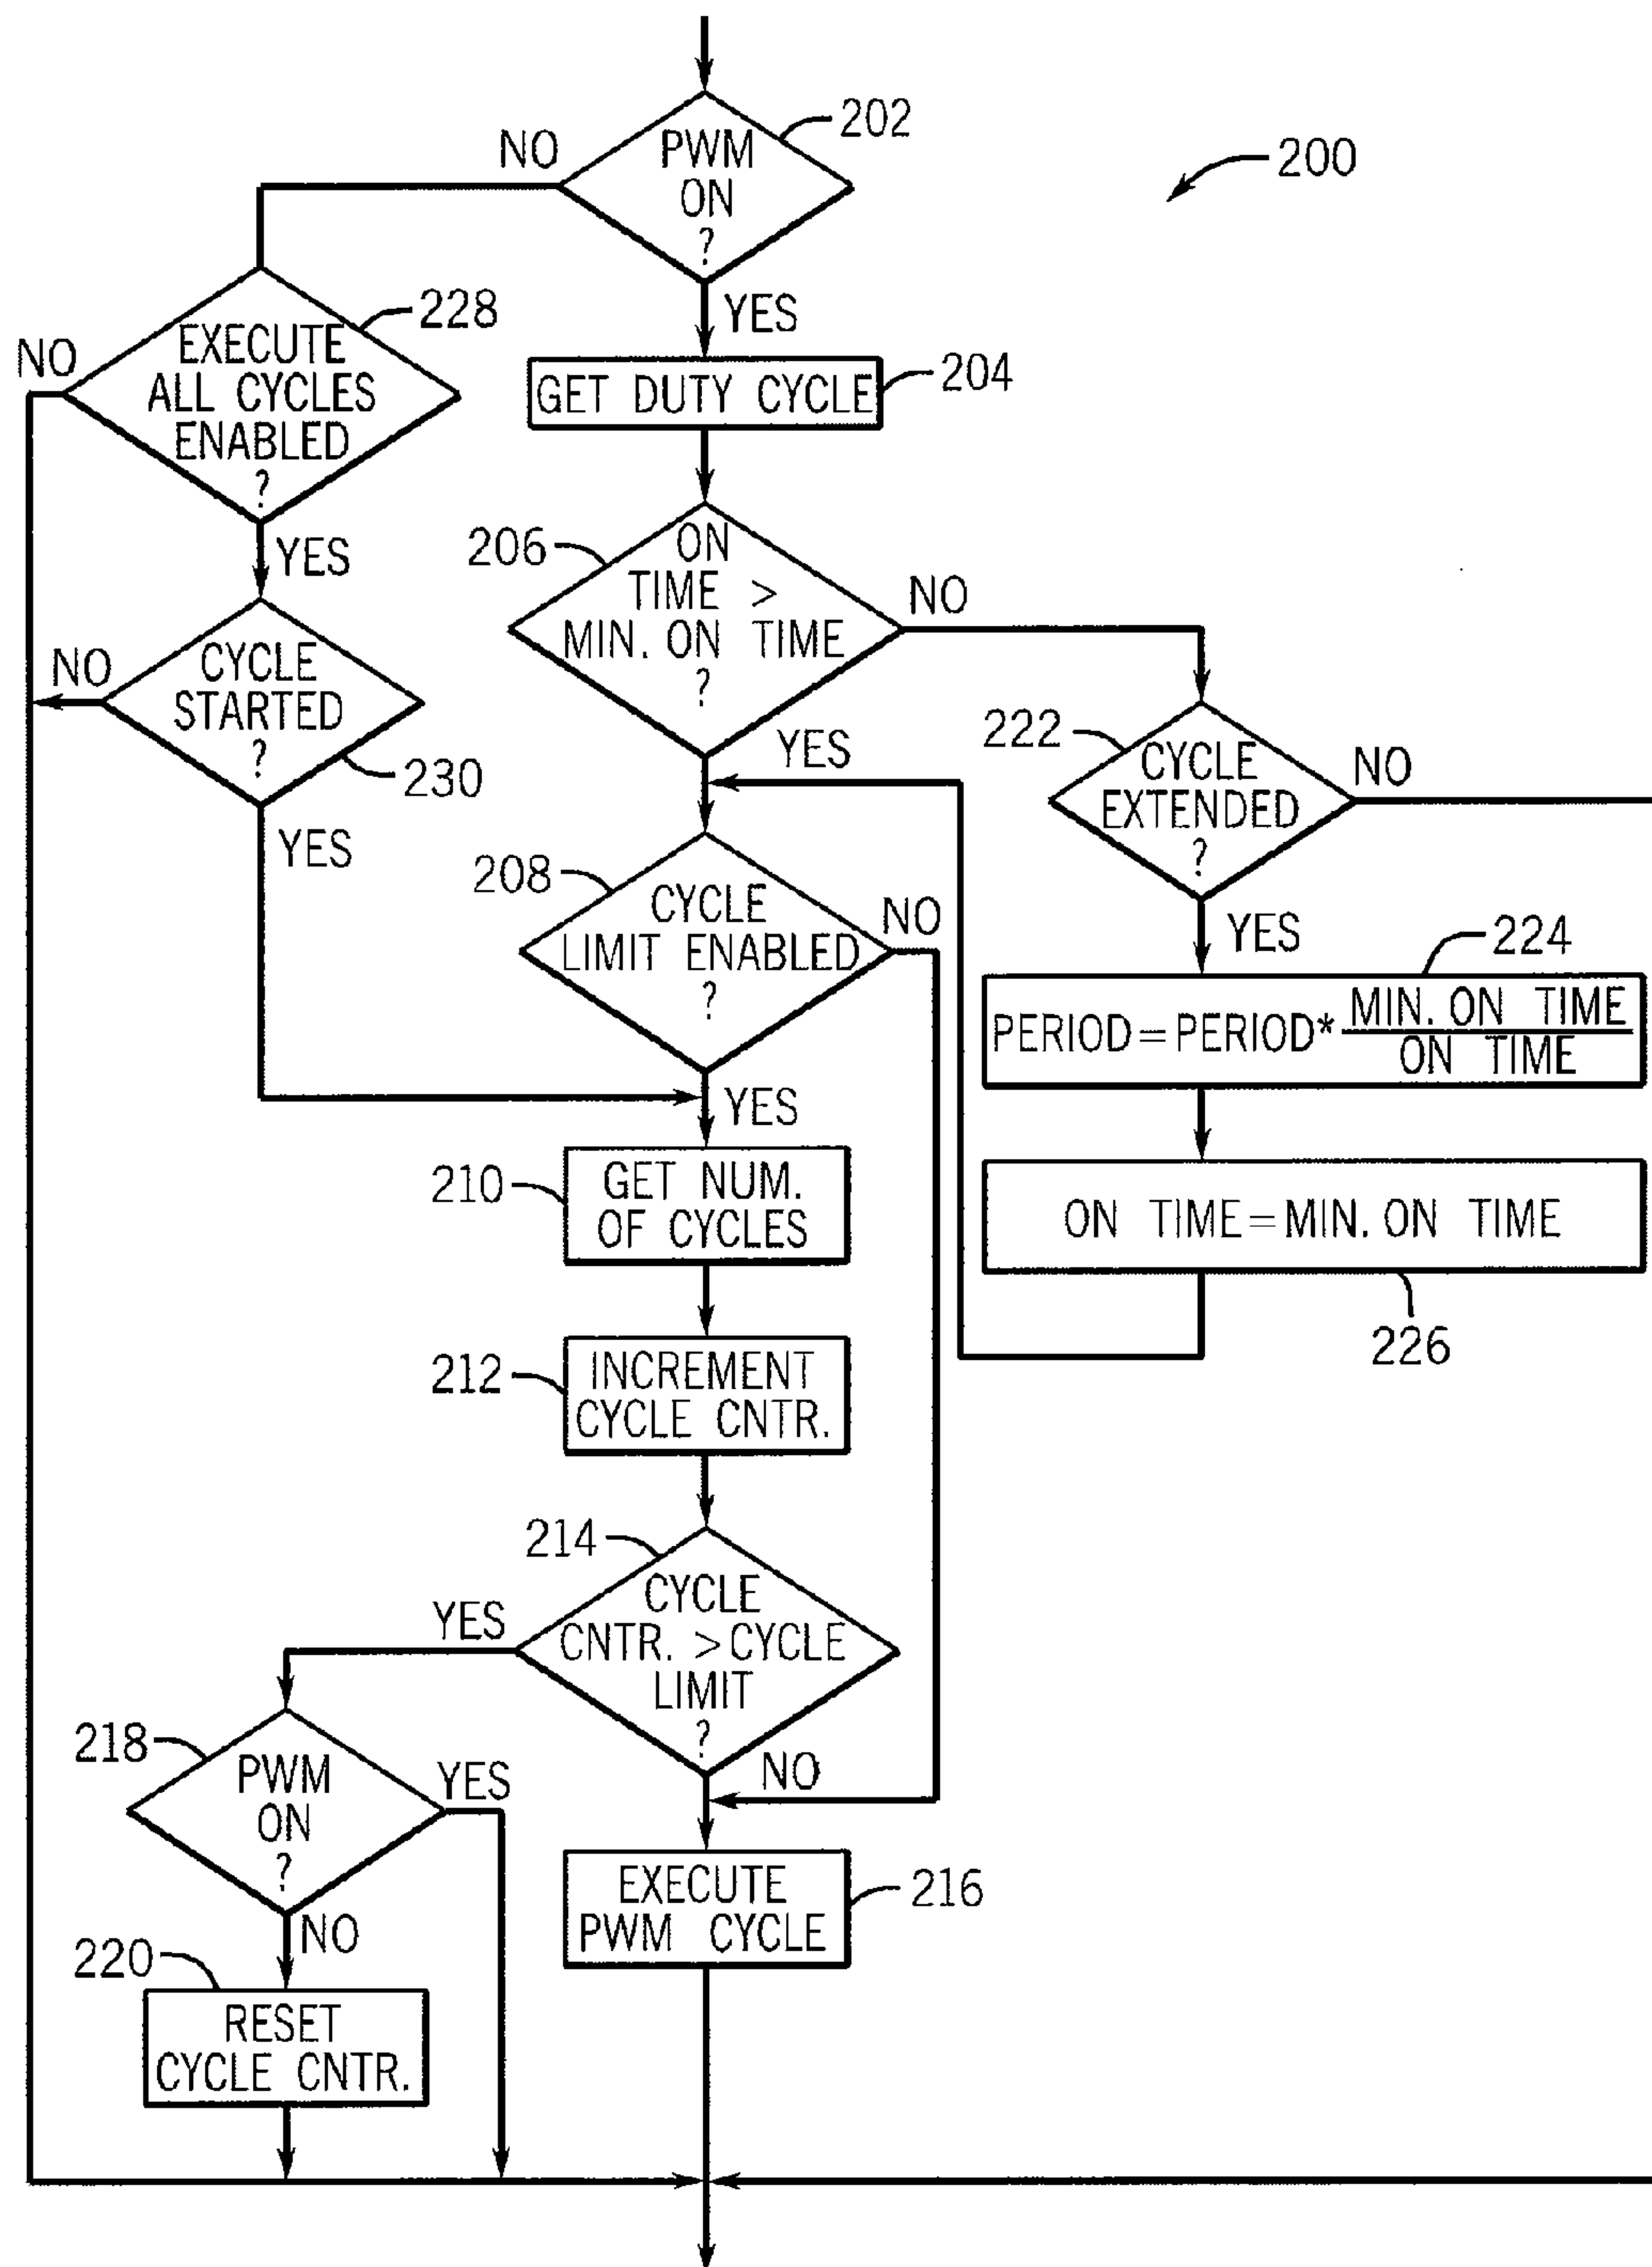 200
202
PWM
ON
?
NO
YES
228
EXECUTE
ALL CYCLES
ENABLED
?
NO
YES
GET DUTY CYCLE
204
206
ON
TIME >
MIN. ON TIME
?
NO
YES
CYCLE
STARTED
?
NO
230
YES
222
CYCLE
EXTENDED
?
NO
YES
208
CYCLE
LIMIT ENABLED
?
NO
YES
224
PERIOD=PERIOD* MIN. ON TIME
ON TIME
ON TIME=MIN. ON TIME
226
210
GET NUM.
OF CYCLES
212
INCREMENT
CYCLE CNTR.
214
CYCLE
CNTR. >CYCLE
LIMIT
?
YES
NO
218
PWM
ON
?
YES
NO
EXECUTE
PWM CYCLE
216
220
RESET
CYCLE CNTR.